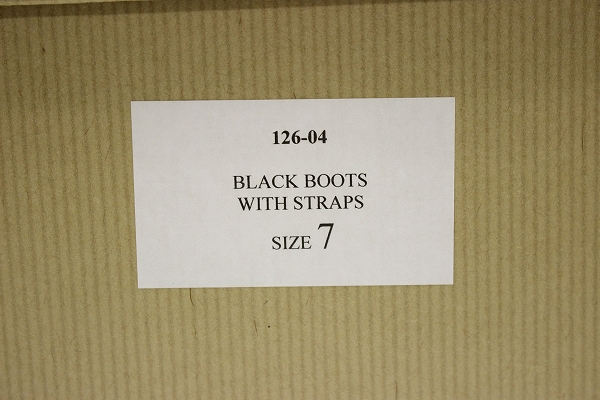 126-04
BLACK BOOTS
WITH STRAPS
SIZE 7